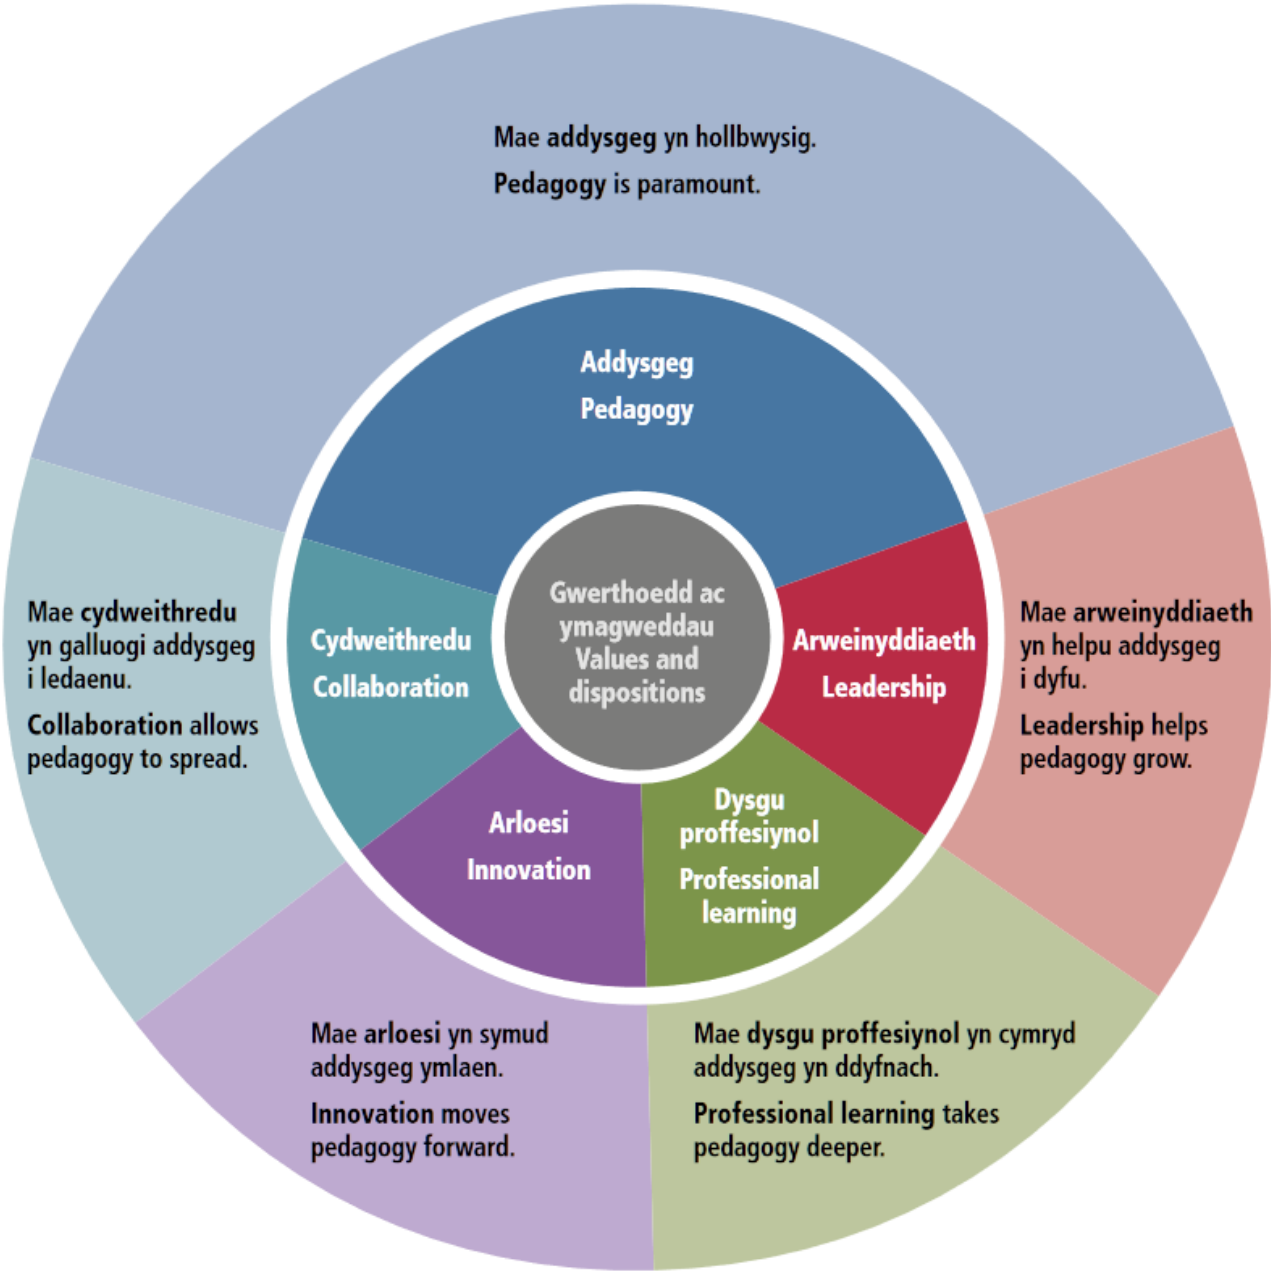 Mae addysgeg yn hollbwysig.
Pedagogy is paramount.
Addysgeg
Pedagogy
Gwerthoedd ac
ymagweddau
Values and
dispositions
Mae cydweithredu
yn galluogi addysgeg
i ledaenu.
Collaboration allows
pedagogy to spread.
Cydweithredu
Collaboration
Arweinyddiaeth
Leadership
Mae arweinyddiaeth
yn helpu addysgeg
i dyfu.
Leadership helps
pedagogy grow.
Arloesi
Innovation
Dysgu
proffesiynol
Professional
learning
Mae arloesi yn symud
addysgeg ymlaen.
Innovation moves
pedagogy forward.
Mae dysgu proffesiynol yn cymryd
addysgeg yn ddyfnach.
Professional learning takes
pedagogy deeper.